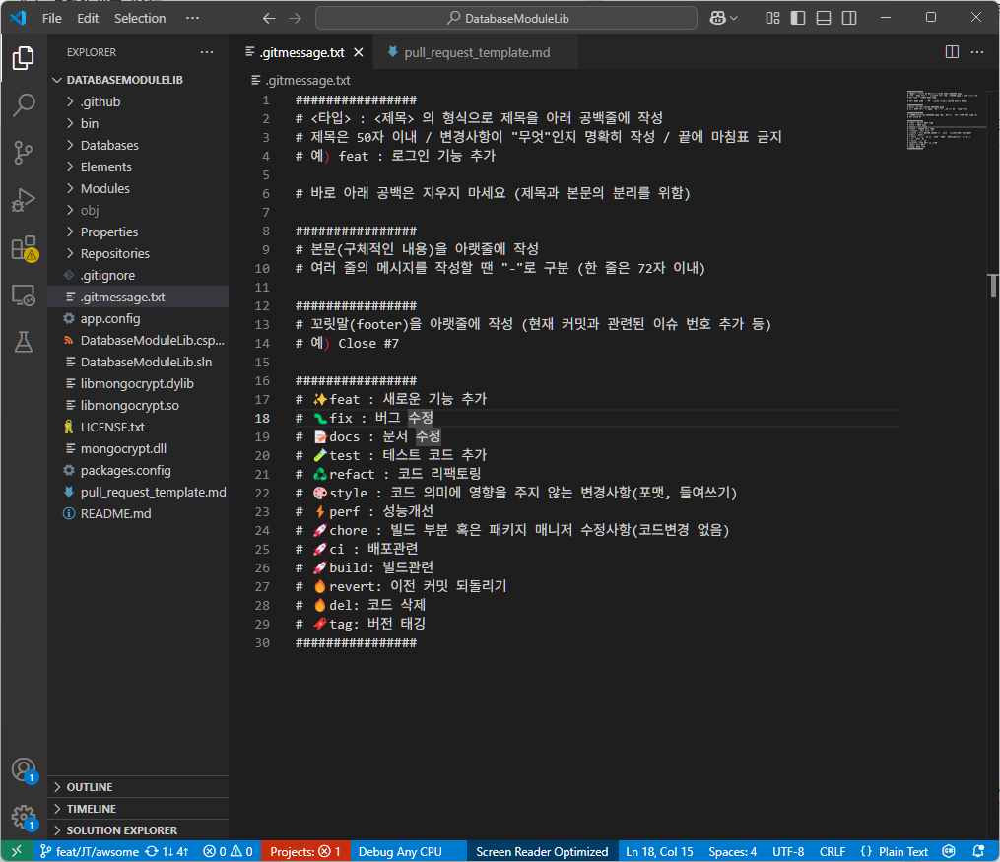 File Edit Selection ··· DatabaseModuleLib
EXPLORER ···
DATABASEMODULELIB
.github
bin
Databases
Elements
Modules
obj
Properties
Repositories
.gitignore
.gitmessage.txt
app.config
DatabaseModuleLib.csp...
DatabaseModuleLib.sln
libmongocrypt.dylib
libmongocrypt.so
LICENSE.txt
mongocrypt.dll
packages.config
pull_request_template.md
README.md
OUTLINE
TIMELINE
SOLUTION EXPLORER
.gitmessage.txt pull_request_template.md ···
.gitmessage.txt
1 ################
2 # <타입> : <제목> 의 형식으로 제목을 아래 공백줄에 작성
3 # 제목은 50자 이내 / 변경사항이 "무엇"인지 명확히 작성 / 끝에 마침표 금지
4 # 예) feat : 로그인 기능 추가
5
6 # 바로 아래 공백은 지우지 마세요 (제목과 본문의 분리를 위함)
7
8 ################
9 # 본문(구체적인 내용)을 아랫줄에 작성
10 # 여러 줄의 메시지를 작성할 땐 "-"로 구분 (한 줄은 72자 이내)
11
12 ################
13 # 꼬릿말(footer)을 아랫줄에 작성 (현재 커밋과 관련된 이슈 번호 추가 등)
14 # 예) Close #7
15
16 ################
17 # ✨feat : 새로운 기능 추가
18 # 🐛fix : 버그 수정
19 # 📝docs : 문서 수정
20 # 🧪test : 테스트 코드 추가
21 # ♻️refact : 코드 리팩토링
22 # 🎨style : 코드 의미에 영향을 주지 않는 변경사항(포맷, 들여쓰기)
23 # ⚡perf : 성능개선
24 # 🚀chore : 빌드 부분 혹은 패키지 매니저 수정사항(코드변경 없음)
25 # 🚀ci : 배포관련
26 # 🚀build: 빌드관련
27 # 🔥revert: 이전 커밋 되돌리기
28 # 🔥del: 코드 삭제
29 # 🔖tag: 버전 태깅
30 ################
1
1
feat/JT/awsome 1↓ 4↑ 0 0 Projects: 1 Debug Any CPU Screen Reader Optimized Ln 18, Col 15 Spaces: 4 UTF-8 CRLF {} Plain Text